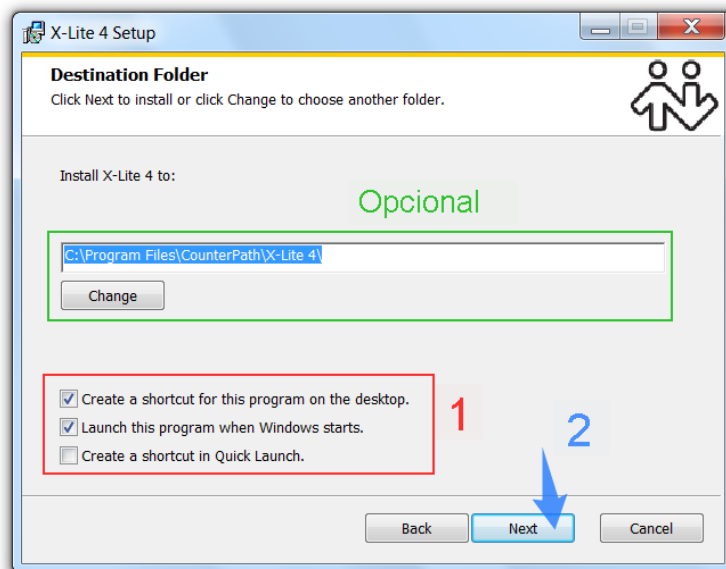 X-Lite 4 Setup
Destination Folder
Click Next to install or click Change to choose another folder.
Install X-Lite 4 to:
Opcional
C:\Program Files\CounterPath\X-Lite 4\
Change
Create a shortcut for this program on the desktop.
Launch this program when Windows starts.
Create a shortcut in Quick Launch.
1
2
Back Next Cancel